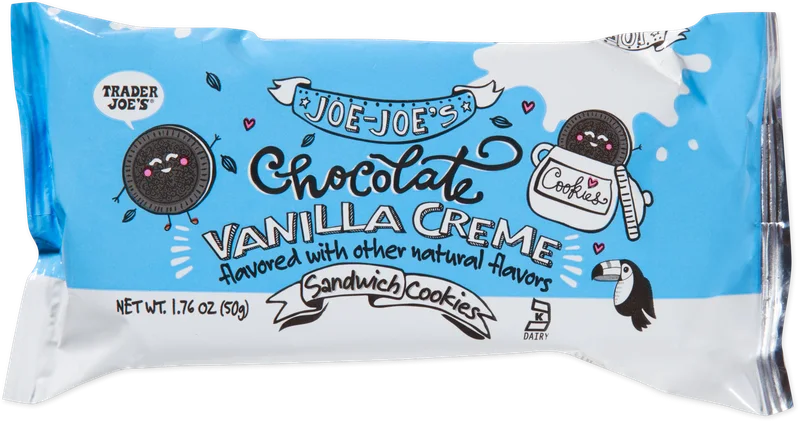 TRADER
JOE'S®
JOE-JOE'S
Chocolate
VANILLA CREME
flavored with other natural flavors
Sandwich Cookies
Cookies
NET WT. 1.76 OZ (50g)
K
DAIRY